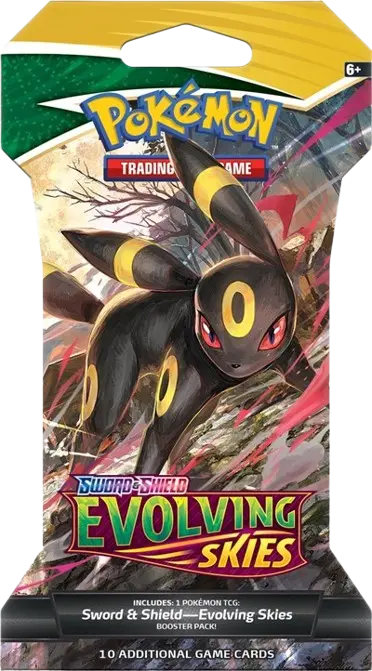 6+
POKéMON
TM
TRADING GAME
SWORD & SHIELD
EVOLVING
SKIES
INCLUDES: 1 POKÉMON TCG:
Sword & Shield—Evolving Skies
BOOSTER PACK!
10 ADDITIONAL GAME CARDS